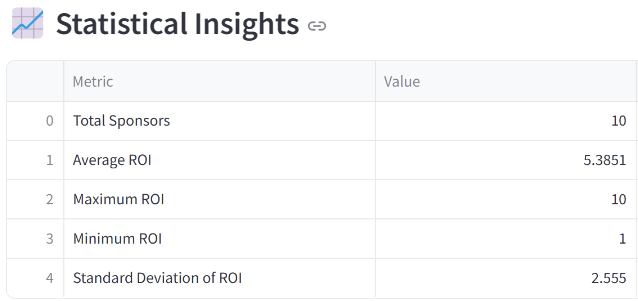 Statistical Insights
Metric Value
0 Total Sponsors 10
1 Average ROI 5.3851
2 Maximum ROI 10
3 Minimum ROI 1
4 Standard Deviation of ROI 2.555